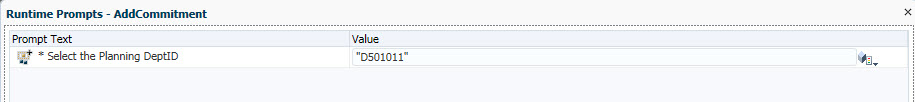 Runtime Prompts - AddCommitment
Prompt Text Value
* Select the Planning DeptID "D501011"